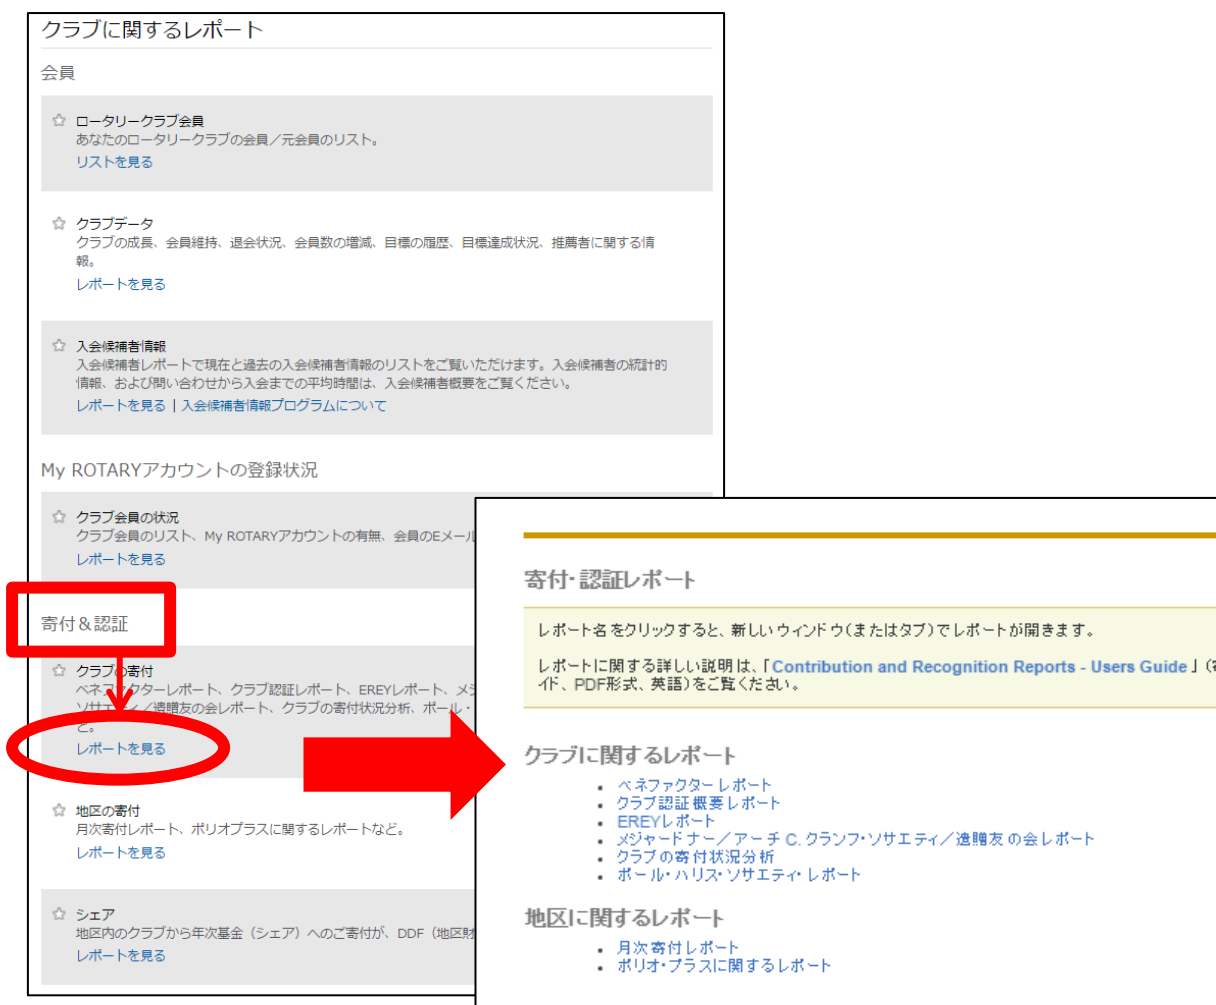 クラブに関するレポート
会員
ロータリークラブ会員
あなたのロータリークラブの会員／元会員のリスト。
リストを見る
クラブデータ
クラブの成長、会員維持、退会状況、会員数の増減、目標の履歴、目標達成状況、推薦者に関する情
報。
レポートを見る
入会候補者情報
入会候補者レポートで現在と過去の入会候補者情報のリストをご覧いただけます。入会候補者の統計的
情報、および問い合わせから入会までの平均時間は、入会候補者概要をご覧ください。
レポートを見る | 入会候補者情報プログラムについて
My ROTARYアカウントの登録状況
クラブ会員の状況
クラブ会員のリスト、My ROTARYアカウントの有無、会員のEメール
レポートを見る
寄付＆認証
クラブの寄付
ベネファクターレポート、クラブ認証レポート、EREYレポート、メジ
ソサエティ／遺贈友の会レポート、クラブの寄付状況分析、ポール・
ど。
レポートを見る
地区の寄付
月次寄付レポート、ポリオプラスに関するレポートなど。
レポートを見る
シェア
地区内のクラブから年次基金（シェア）へのご寄付が、DDF（地区財
レポートを見る
寄付・認証レポート
レポート名をクリックすると、新しいウィンドウ（またはタブ）でレポートが開きます。
レポートに関する詳しい説明は、「Contribution and Recognition Reports - Users Guide」（寄
イド、PDF形式、英語）をご覧ください。
クラブに関するレポート
• ベネファクターレポート
• クラブ認証概要レポート
• EREYレポート
• メジャードナー／アーチ C. クランフ・ソサエティ／遺贈友の会レポート
• クラブの寄付状況分析
• ポール・ハリス・ソサエティ・レポート
地区に関するレポート
• 月次寄付レポート
• ポリオ・プラスに関するレポート